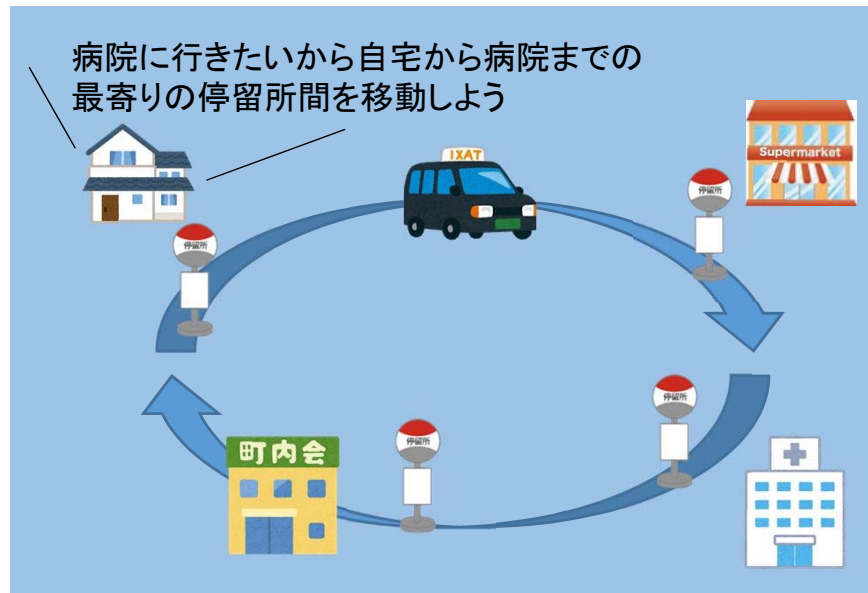 病院に行きたいから自宅から病院までの
最寄りの停留所間を移動しよう
IXAT
Supermarket
停留所
停留所
停留所
停留所
町内会